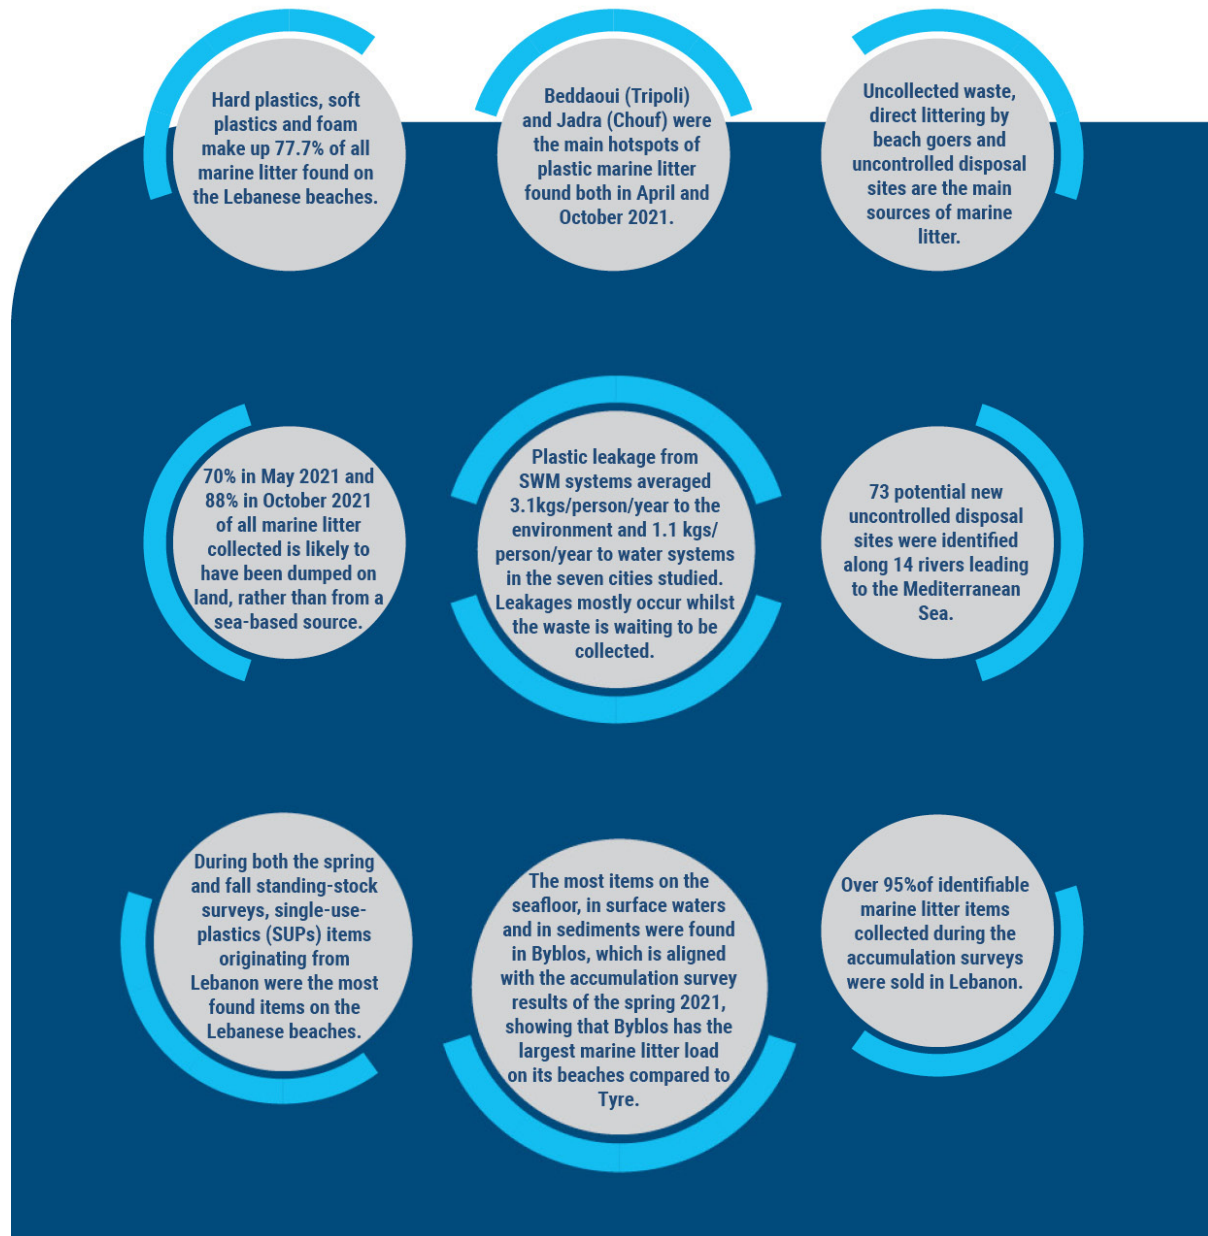 Hard plastics, soft
plastics and foam
make up 77.7% of all
marine litter found on
the Lebanese beaches.
Beddaoui (Tripoli)
and Jadra (Chouf) were
the main hotspots of
plastic marine litter
found both in April and
October 2021.
Uncollected waste,
direct littering by
beach goers and
uncontrolled disposal
sites are the main
sources of marine
litter.
70% in May 2021 and
88% in October 2021
of all marine litter
collected is likely to
have been dumped on
land, rather than from a
sea-based source.
Plastic leakage from
SWM systems averaged
3.1kgs/person/year to the
environment and 1.1 kgs/
person/year to water systems
in the seven cities studied.
Leakages mostly occur whilst
the waste is waiting to be
collected.
73 potential new
uncontrolled disposal
sites were identified
along 14 rivers leading
to the Mediterranean
Sea.
During both the spring
and fall standing-stock
surveys, single-use-
plastics (SUPs) items
originating from
Lebanon were the most
found items on the
Lebanese beaches.
The most items on the
seafloor, in surface waters
and in sediments were found
in Byblos, which is aligned
with the accumulation survey
results of the spring 2021,
showing that Byblos has the
largest marine litter load
on its beaches compared to
Tyre.
Over 95%of identifiable
marine litter items
collected during the
accumulation surveys
were sold in Lebanon.